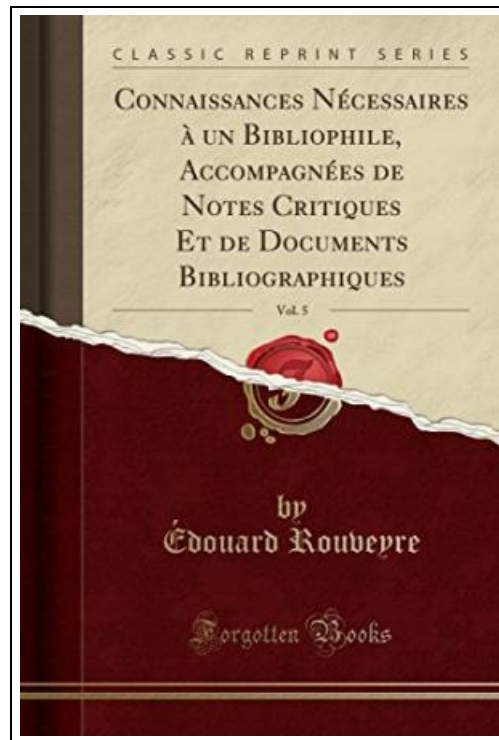 CLASSIC REPRINT SERIES
CONNAISSANCES NÉCESSAIRES
À UN BIBLIOPHILE,
ACCOMPAGNÉES DE
NOTES CRITIQUES
ET DE DOCUMENTS
BIBLIOGRAPHIQUES
Vol. 5
by
Édouard Rouveyre
Forgotten Books